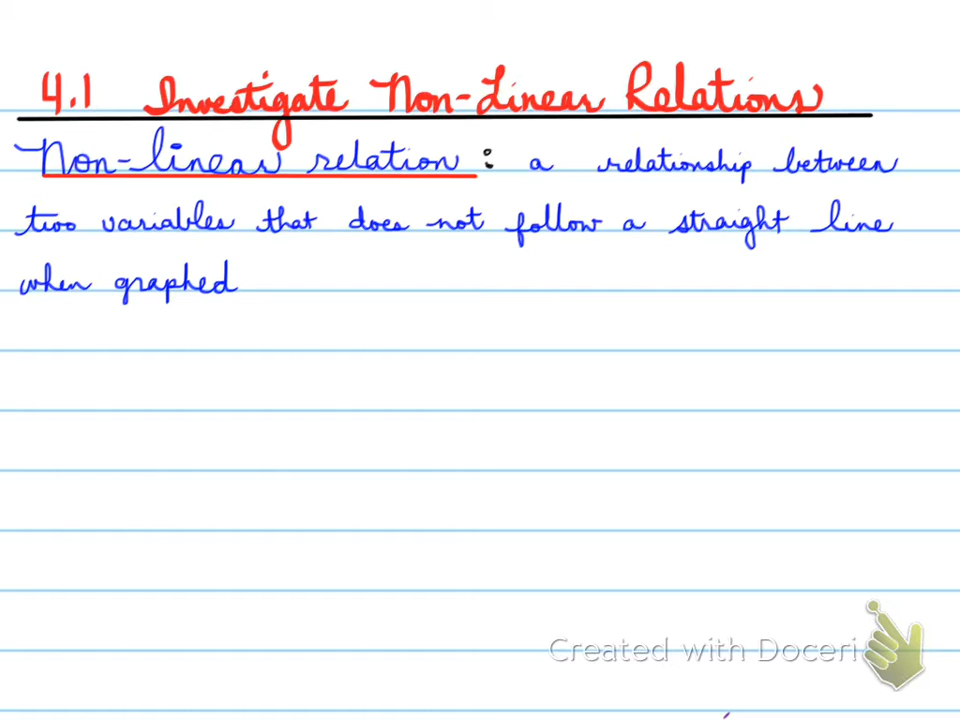 4.1 Investigate Non-Linear Relations
Non-linear relation : a relationship between
two variables that does not follow a straight line
when graphed
Created with Doceri